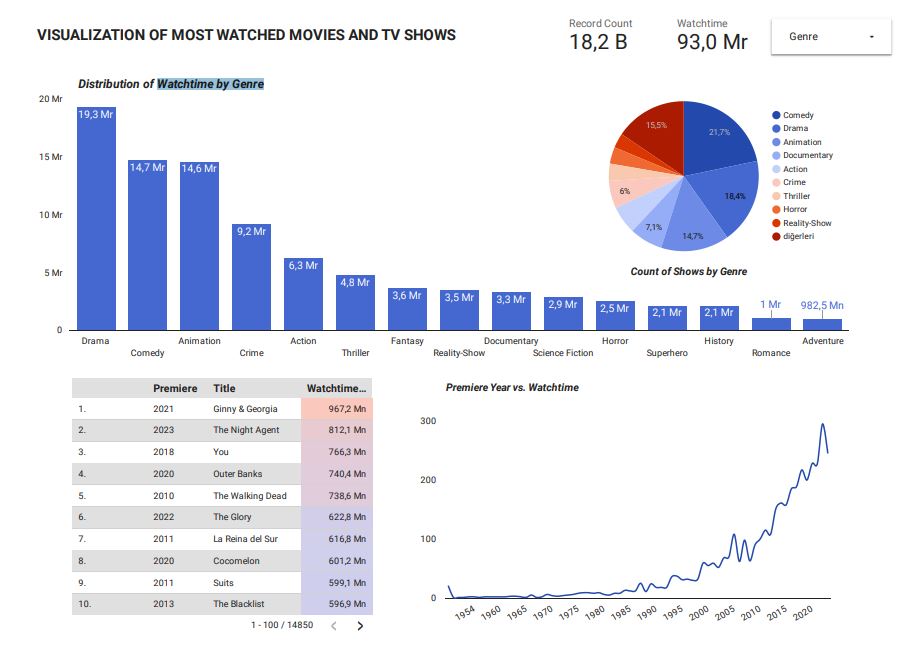 VISUALIZATION OF MOST WATCHED MOVIES AND TV SHOWS
Record Count
18,2 B
Watchtime
93,0 Mr
Genre
Distribution of Watchtime by Genre
20 Mr
15 Mr
10 Mr
5 Mr
0
19,3 Mr
14,7 Mr
14,6 Mr
9,2 Mr
6,3 Mr
4,8 Mr
3,6 Mr
3,5 Mr
3,3 Mr
2,9 Mr
2,5 Mr
2,1 Mr
2,1 Mr
1 Mr
982,5 Mn
Drama
Comedy
Animation
Crime
Action
Thriller
Fantasy
Reality-Show
Documentary
Science Fiction
Horror
Superhero
History
Romance
Adventure
15,5%
21,7%
6%
18,4%
7,1%
14,7%
Comedy
Drama
Animation
Documentary
Action
Crime
Thriller
Horror
Reality-Show
diğerleri
Count of Shows by Genre
Premiere Title Watchtime…
1. 2021 Ginny & Georgia 967,2 Mn
2. 2023 The Night Agent 812,1 Mn
3. 2018 You 766,3 Mn
4. 2020 Outer Banks 740,4 Mn
5. 2010 The Walking Dead 738,6 Mn
6. 2022 The Glory 622,8 Mn
7. 2011 La Reina del Sur 616,8 Mn
8. 2020 Cocomelon 601,2 Mn
9. 2011 Suits 599,1 Mn
10. 2013 The Blacklist 596,9 Mn
1 - 100 / 14850
Premiere Year vs. Watchtime
300
200
100
0
1954 1960 1965 1970 1975 1980 1985 1990 1995 2000 2005 2010 2015 2020